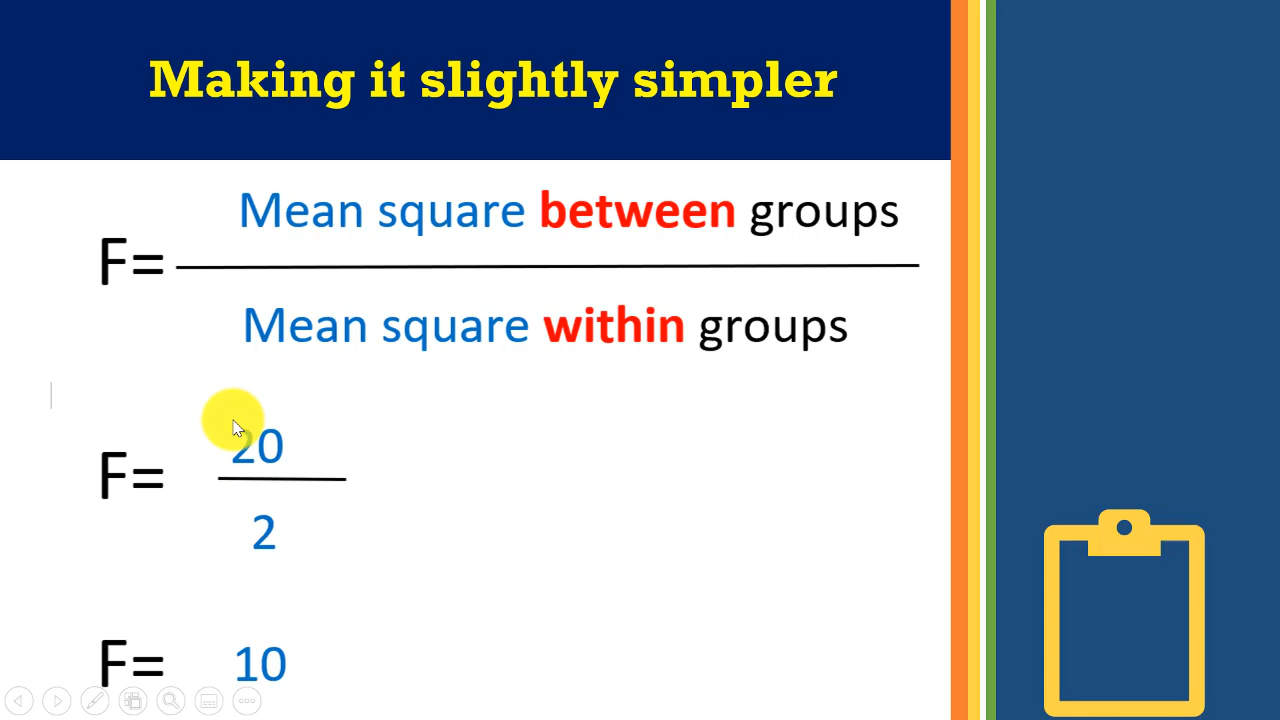 Making it slightly simpler
Mean square between groups
F=
Mean square within groups
20
F=
2
F= 10